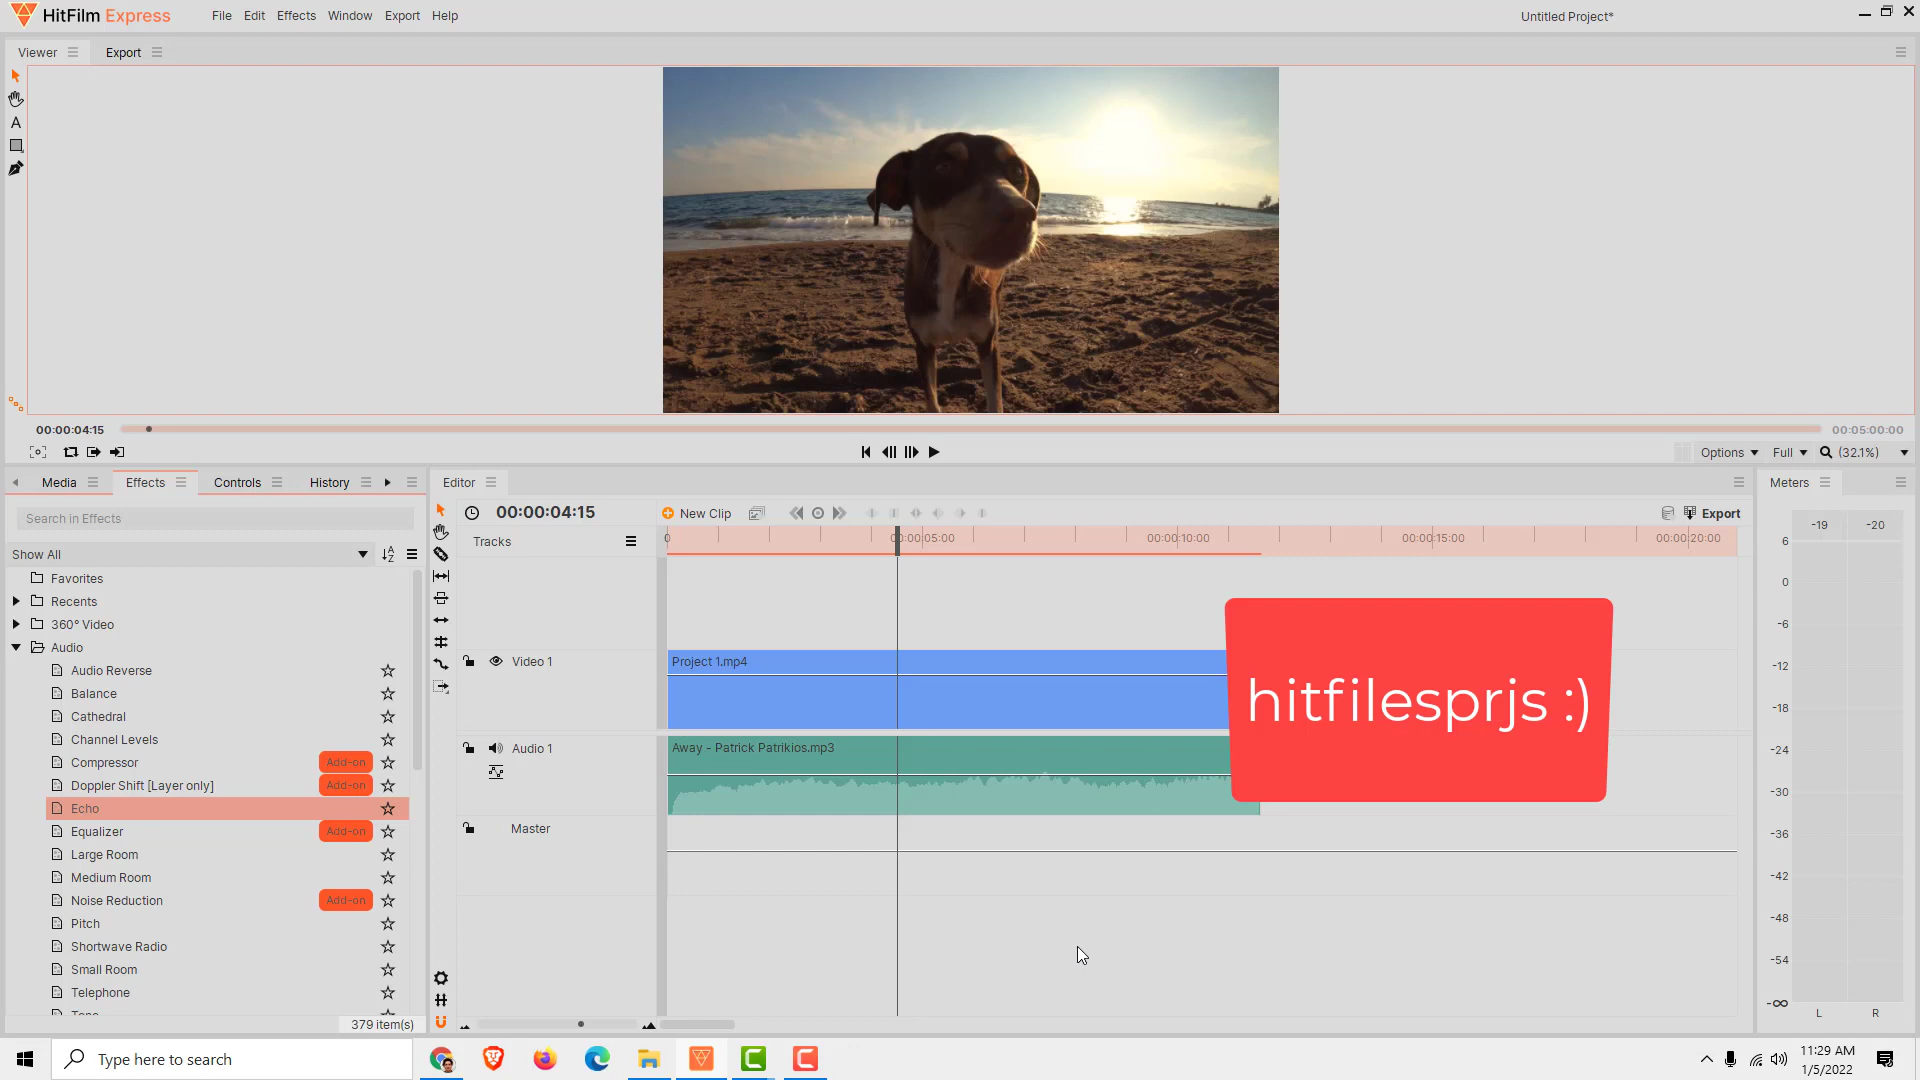 HitFilm Express
File Edit Effects Window Export Help
Untitled Project*
Viewer
Export
A
00:00:04:15
00:05:00:00
Options
Full
(32.1%)
Media
Effects
Controls
History
Search in Effects
Show All
Favorites
Recents
360° Video
Audio
Audio Reverse
Balance
Cathedral
Channel Levels
Compressor Add-on
Doppler Shift [Layer only] Add-on
Echo
Equalizer Add-on
Large Room
Medium Room
Noise Reduction Add-on
Pitch
Shortwave Radio
Small Room
Telephone
379 item(s)
Editor
00:00:04:15
New Clip
Export
Tracks
0 00:00:05:00 00:00:10:00 00:00:15:00 00:00:20:00
Video 1
Project 1.mp4
Audio 1
Away - Patrick Patrikios.mp3
Master
hitfilesprjs :)
Meters
-19 -20
6
0
-6
-12
-18
-24
-30
-36
-42
-48
-54
-∞
L R
Type here to search
11:29 AM
1/5/2022